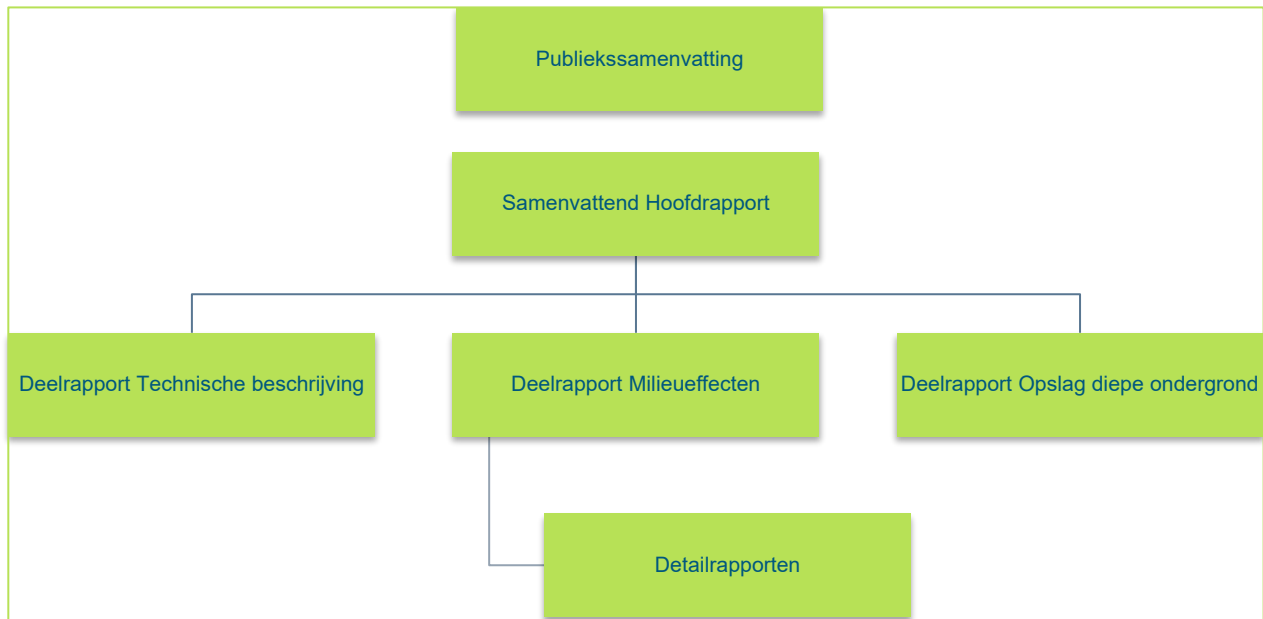 Publiekssamenvatting
Samenvattend Hoofdrapport
Deelrapport Technische beschrijving
Deelrapport Milieueffecten
Deelrapport Opslag diepe ondergrond
Detailrapporten